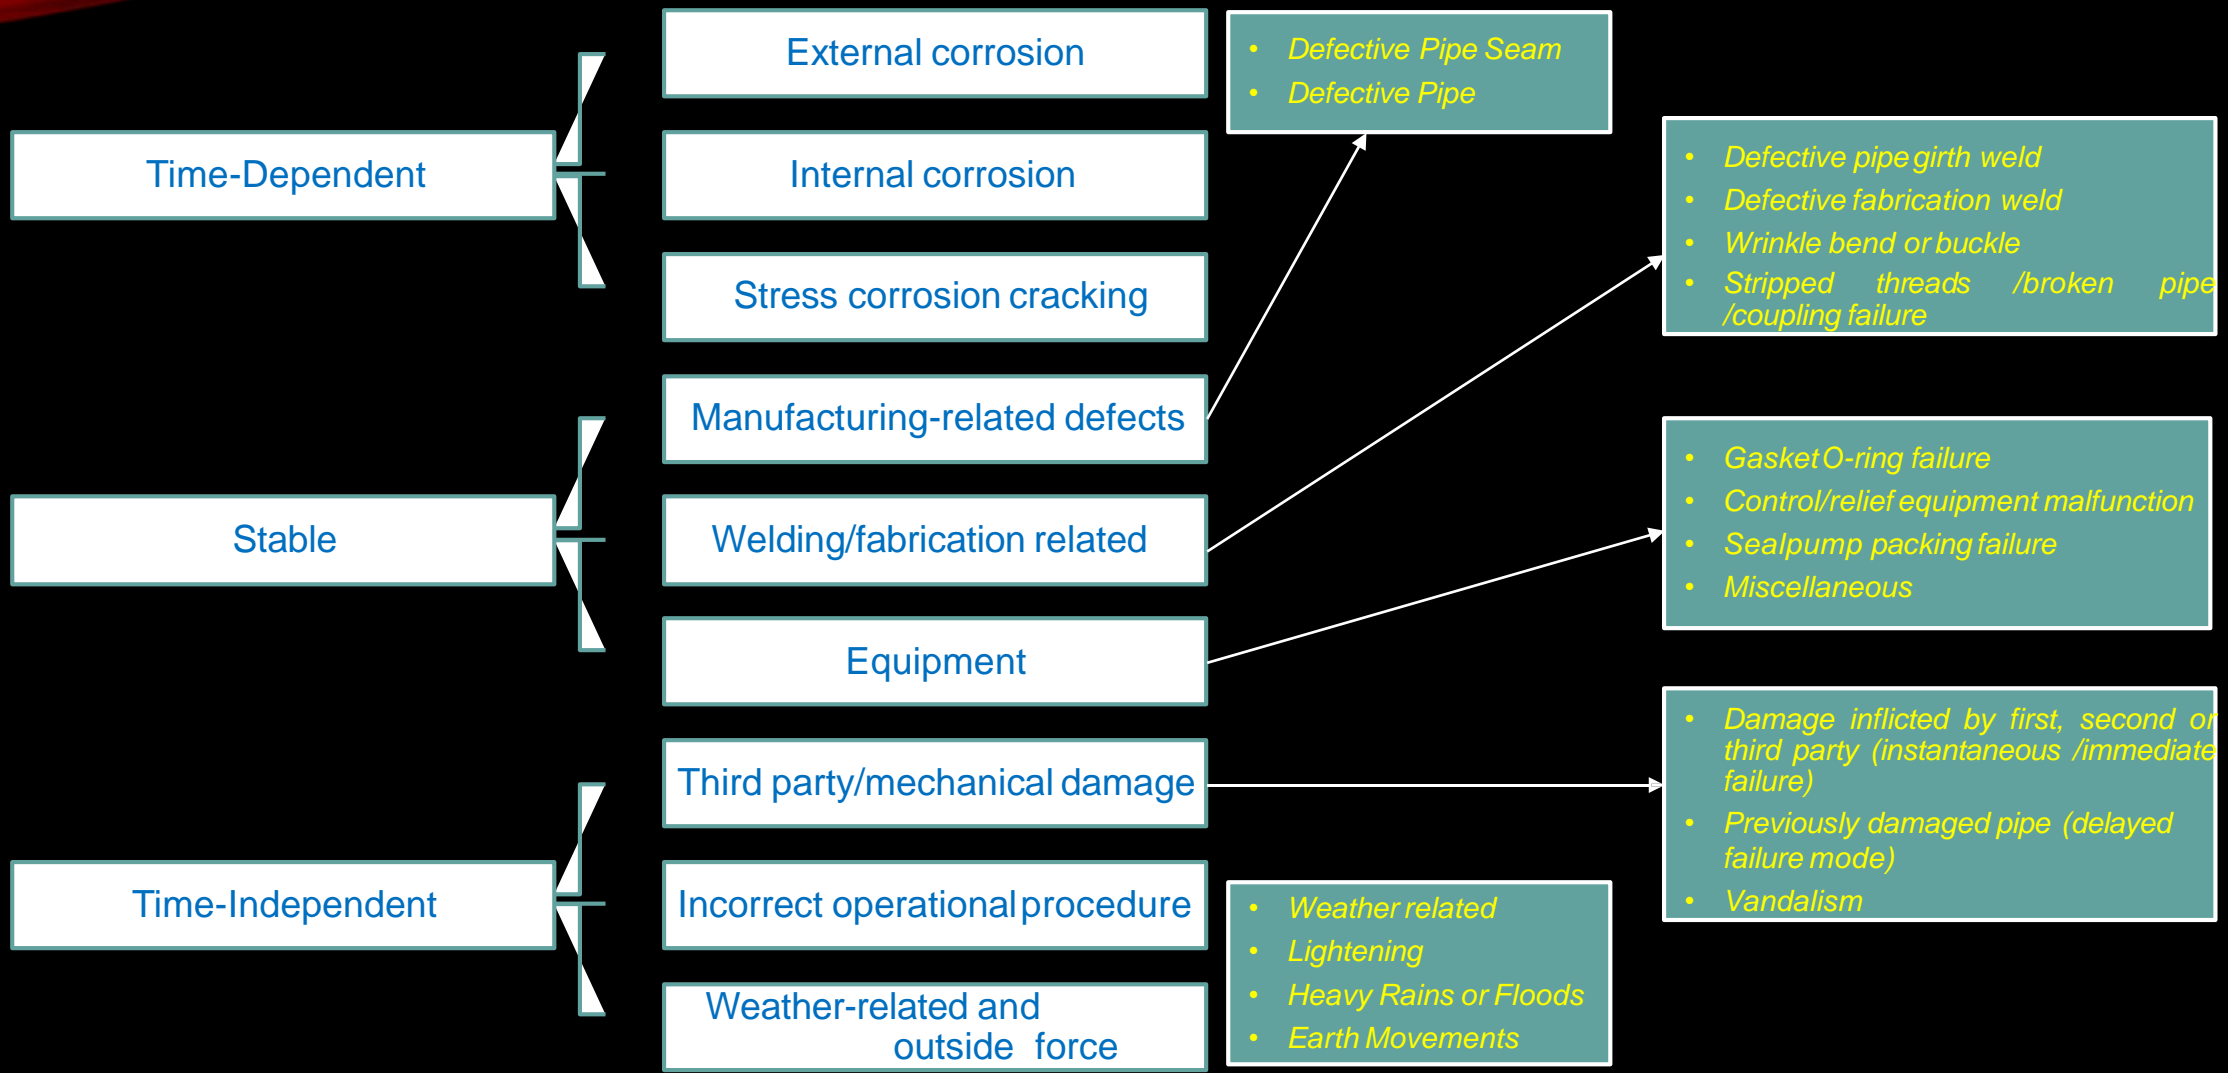 Time-Dependent
External corrosion
Internal corrosion
Stress corrosion cracking
Stable
Manufacturing-related defects
Welding/fabrication related
Equipment
Time-Independent
Third party/mechanical damage
Incorrect operational procedure
Weather-related and
outside force
• Defective Pipe Seam
• Defective Pipe
• Defective pipe girth weld
• Defective fabrication weld
• Wrinkle bend or buckle
• Stripped threads /broken pipe
/coupling failure
• Gasket O-ring failure
• Control/relief equipment malfunction
• Sealpump packing failure
• Miscellaneous
• Damage inflicted by first, second or
third party (instantaneous /immediate
failure)
• Previously damaged pipe (delayed
failure mode)
• Vandalism
• Weather related
• Lightening
• Heavy Rains or Floods
• Earth Movements